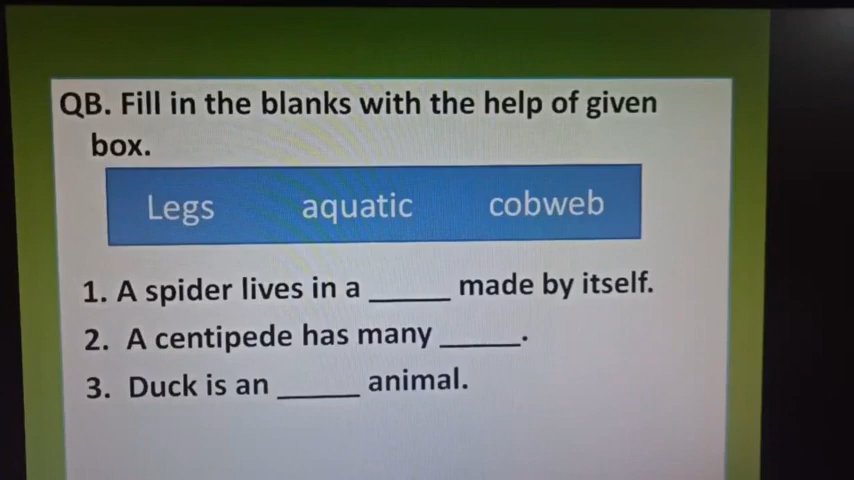 QB. Fill in the blanks with the help of given
box.
Legs aquatic cobweb
1. A spider lives in a _____ made by itself.
2. A centipede has many _____.
3. Duck is an _____ animal.